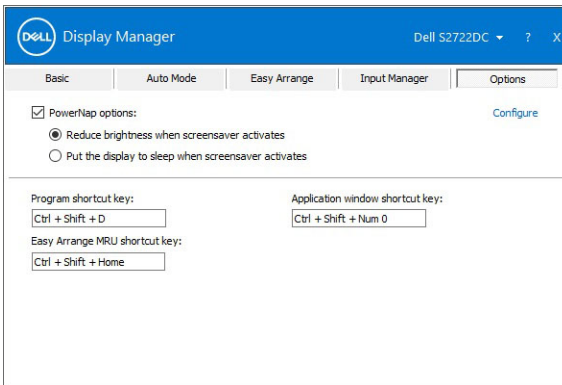 DELL Display Manager Dell S2722DC ? X
Basic Auto Mode Easy Arrange Input Manager Options
PowerNap options: Configure
Reduce brightness when screensaver activates
Put the display to sleep when screensaver activates
Program shortcut key: Application window shortcut key:
Ctrl + Shift + D Ctrl + Shift + Num 0
Easy Arrange MRU shortcut key:
Ctrl + Shift + Home